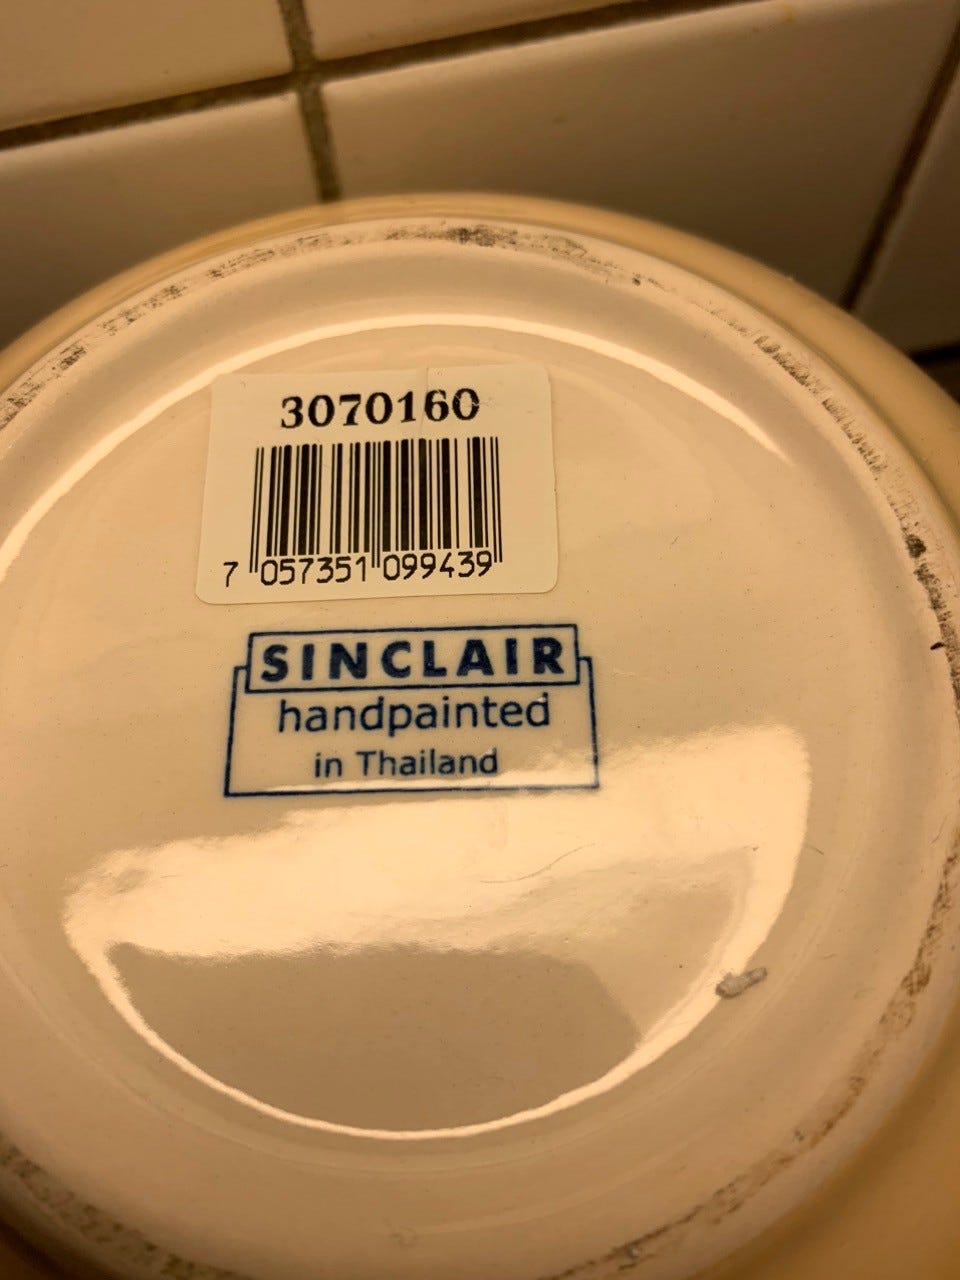 3070160
7 057351 099439
SINCLAIR
handpainted
in Thailand